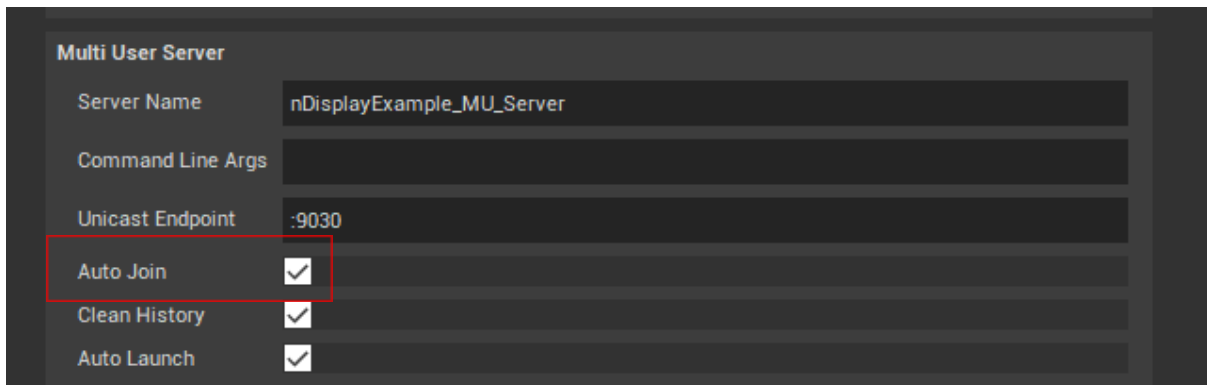 Multi User Server
Server Name nDisplayExample_MU_Server
Command Line Args
Unicast Endpoint :9030
Auto Join
Clean History
Auto Launch